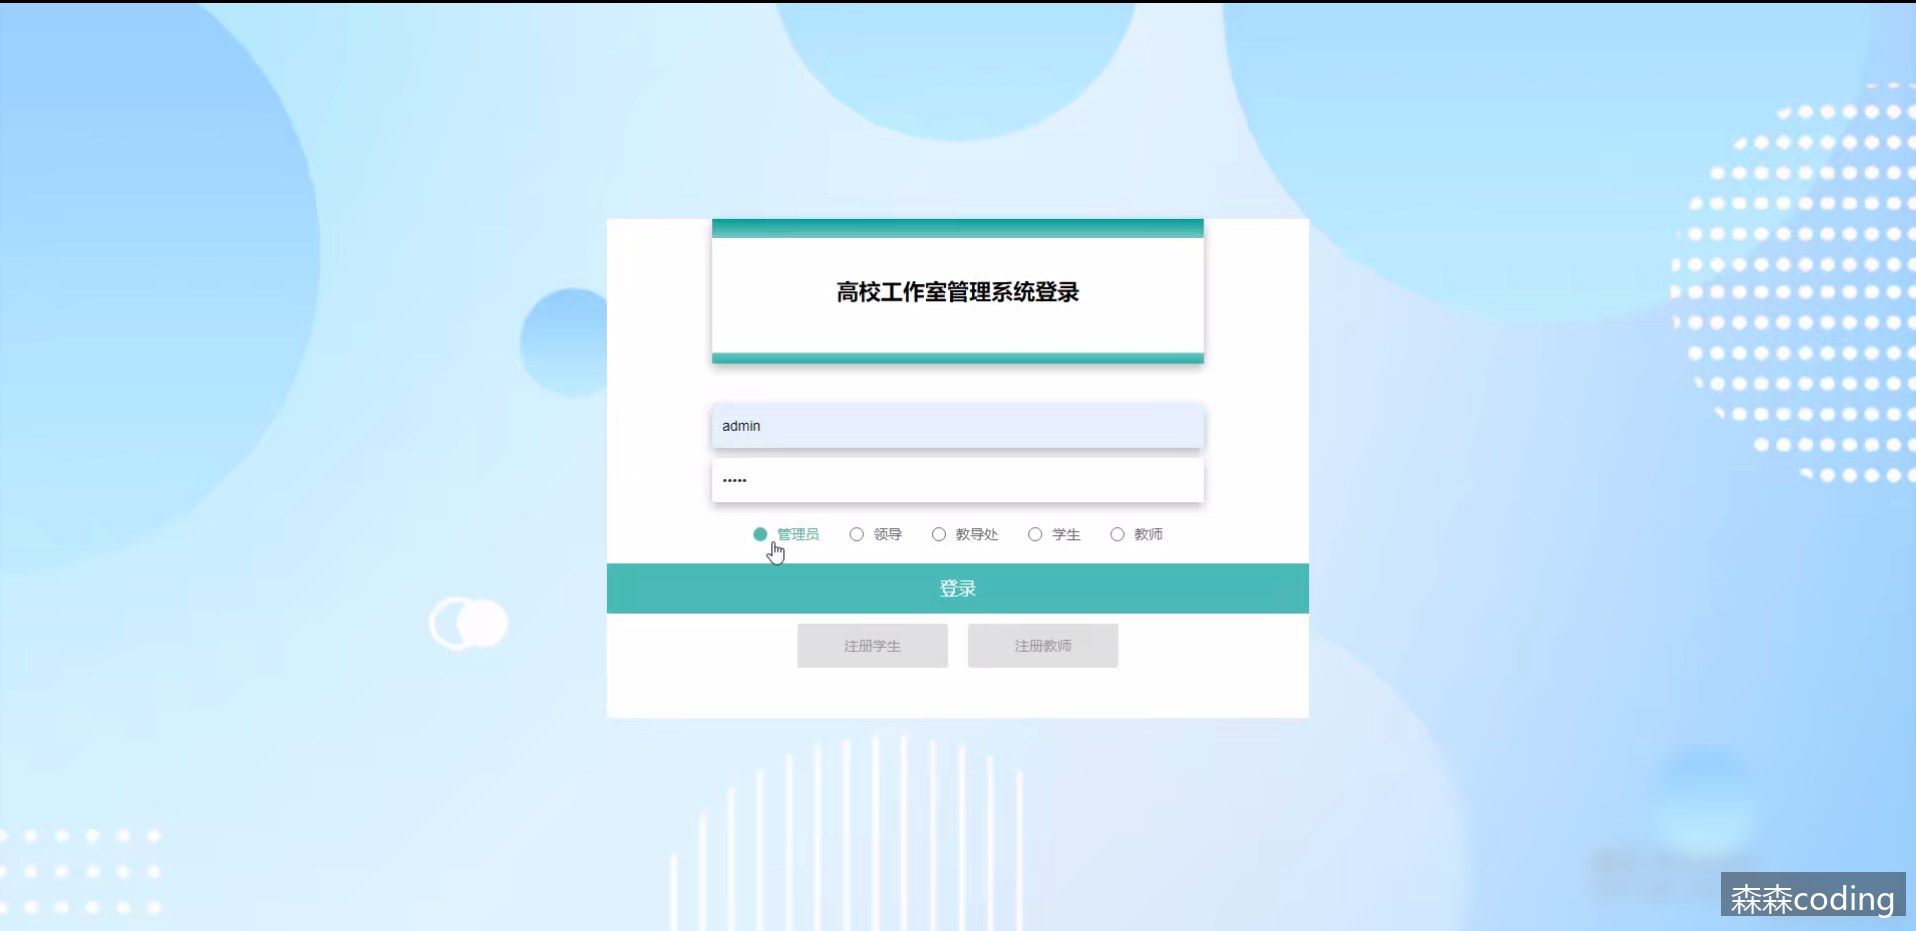 高校工作室管理系统登录
admin
•••••
管理员 领导 教导处 学生 教师
登录
注册学生 注册教师
森森coding